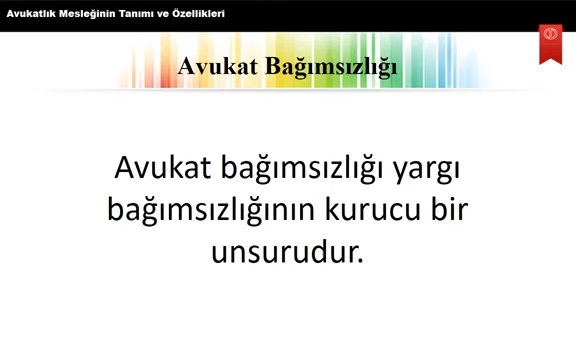 Avukatlık Mesleğinin Tanımı ve Özellikleri
Avukat Bağımsızlığı
Avukat bağımsızlığı yargı
bağımsızlığının kurucu bir
unsurudur.